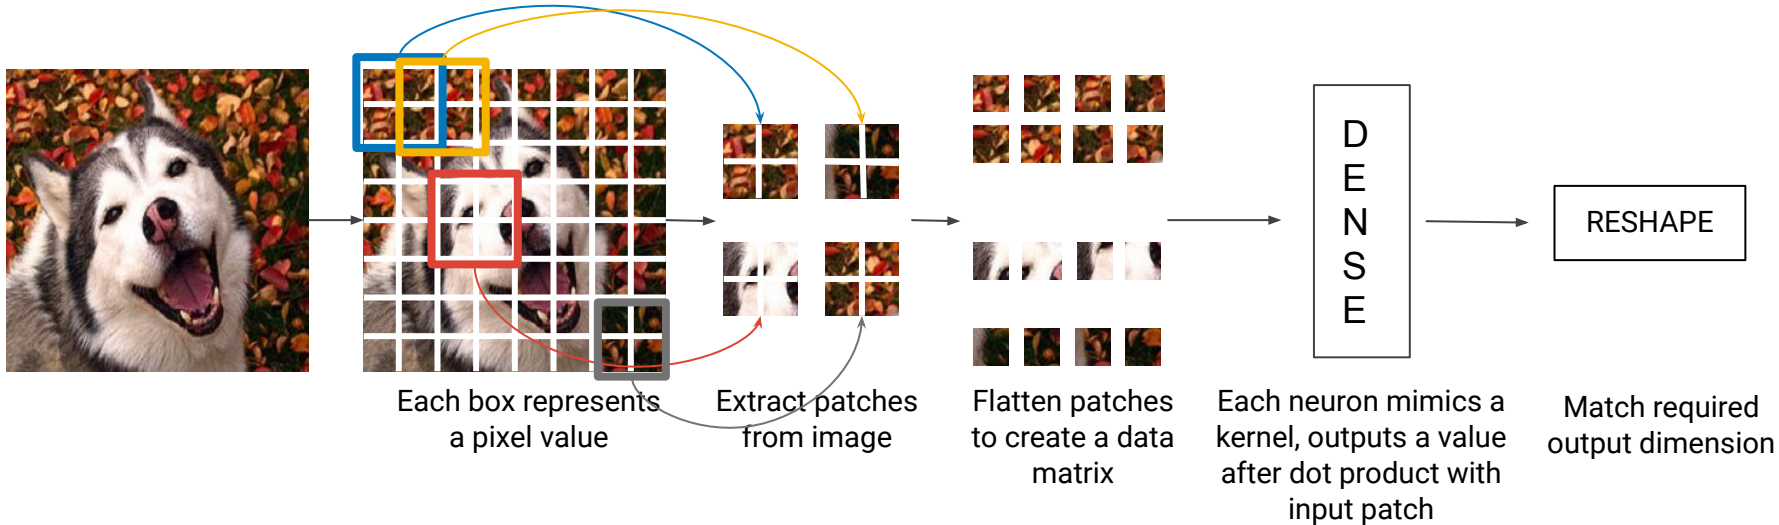 D
E
N
S
E
RESHAPE
Each box represents
a pixel value
Extract patches
from image
Flatten patches
to create a data
matrix
Each neuron mimics a
kernel, outputs a value
after dot product with
input patch
Match required
output dimension